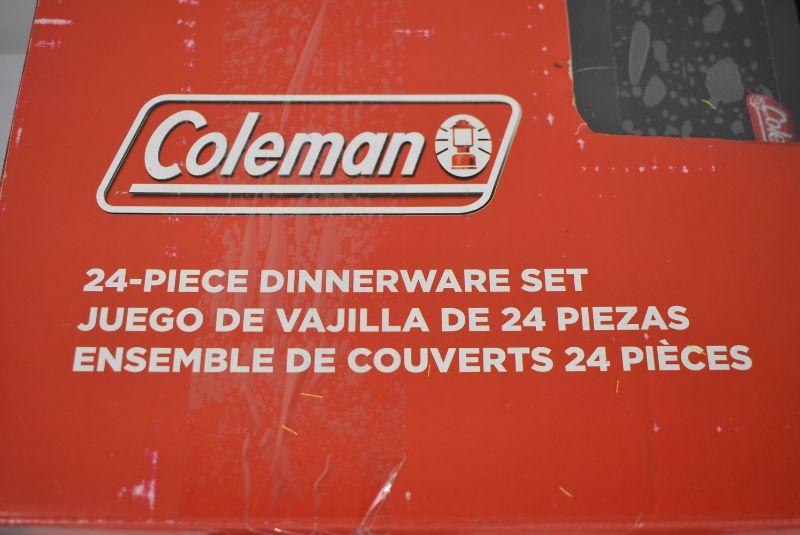 Coleman
24-PIECE DINNERWARE SET
JUEGO DE VAJILLA DE 24 PIEZAS
ENSEMBLE DE COUVERTS 24 PIÈCES